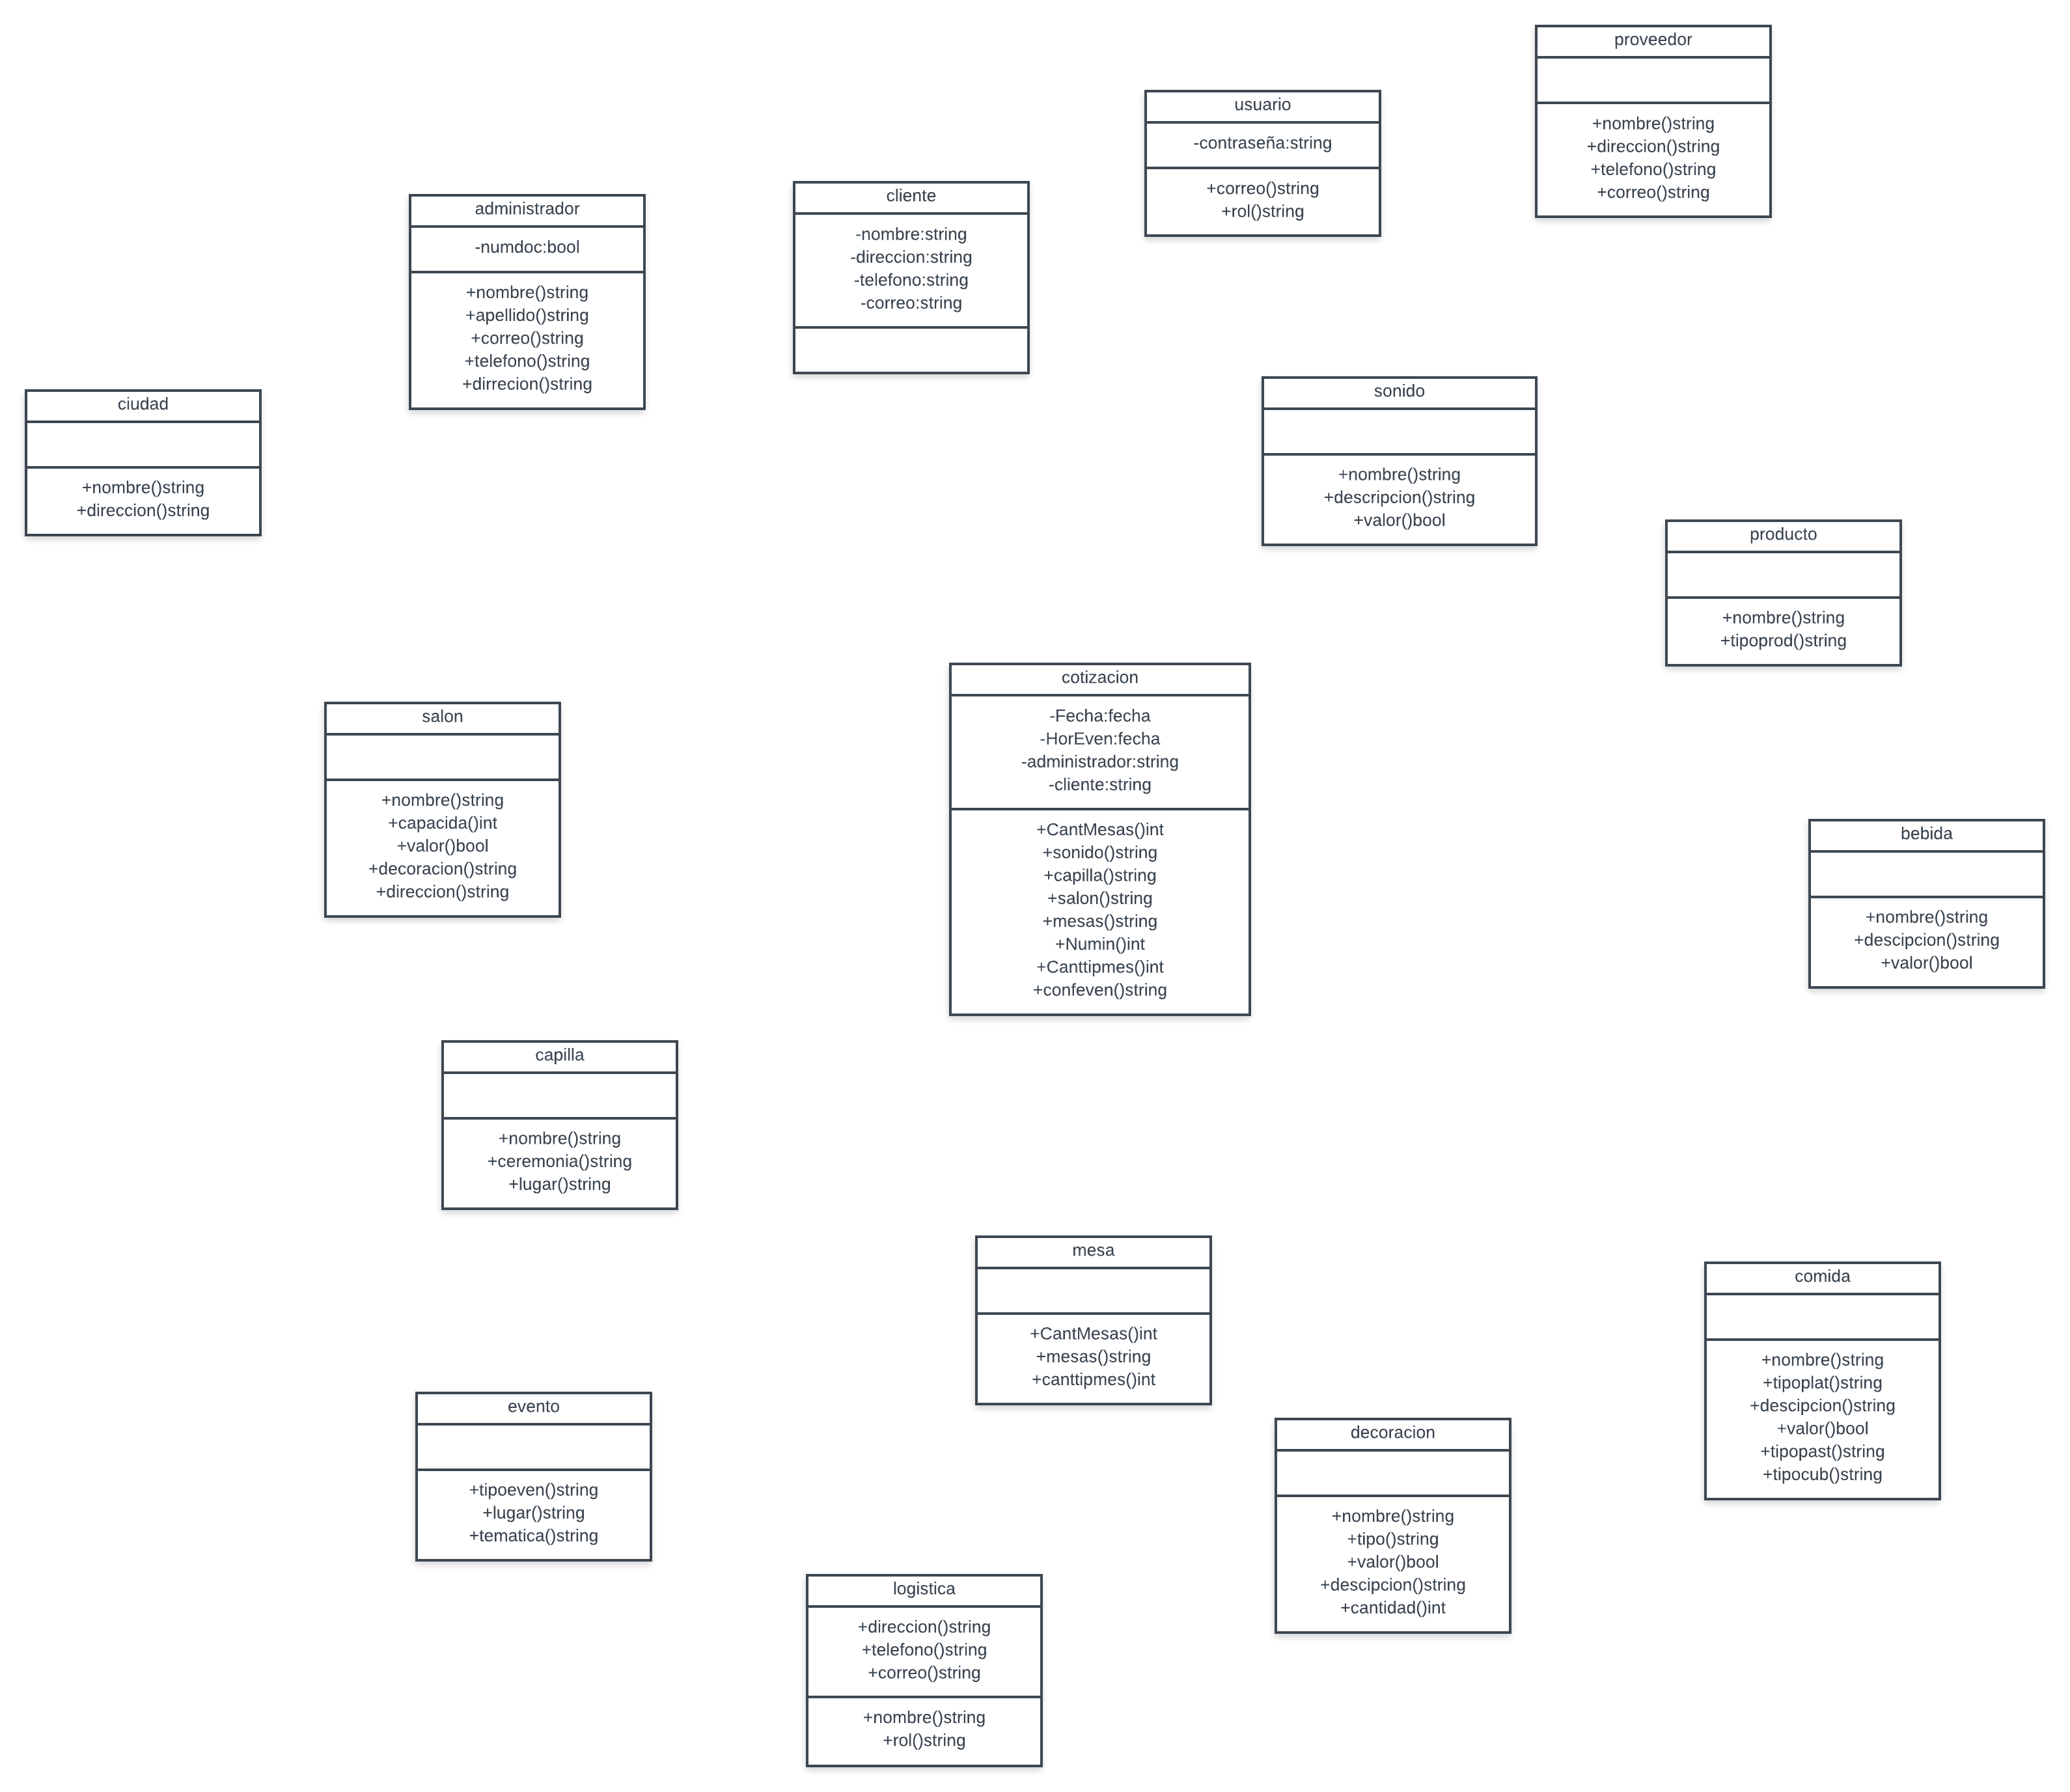 proveedor
+nombre()string
+direccion()string
+telefono()string
+correo()string
usuario
-contraseña:string
+correo()string
+rol()string
cliente
-nombre:string
-direccion:string
-telefono:string
-correo:string
administrador
-numdoc:bool
+nombre()string
+apellido()string
+correo()string
+telefono()string
+dirrecion()string
ciudad
+nombre()string
+direccion()string
sonido
+nombre()string
+descripcion()string
+valor()bool
producto
+nombre()string
+tipoprod()string
cotizacion
-Fecha:fecha
-HorEven:fecha
-administrador:string
-cliente:string
+CantMesas()int
+sonido()string
+capilla()string
+salon()string
+mesas()string
+Numin()int
+Canttipmes()int
+confeven()string
salon
+nombre()string
+capacida()int
+valor()bool
+decoracion()string
+direccion()string
bebida
+nombre()string
+descipcion()string
+valor()bool
capilla
+nombre()string
+ceremonia()string
+lugar()string
mesa
+CantMesas()int
+mesas()string
+canttipmes()int
comida
+nombre()string
+tipoplat()string
+descipcion()string
+valor()bool
+tipopast()string
+tipocub()string
evento
+tipoeven()string
+lugar()string
+tematica()string
decoracion
+nombre()string
+tipo()string
+valor()bool
+descipcion()string
+cantidad()int
logistica
+direccion()string
+telefono()string
+correo()string
+nombre()string
+rol()string